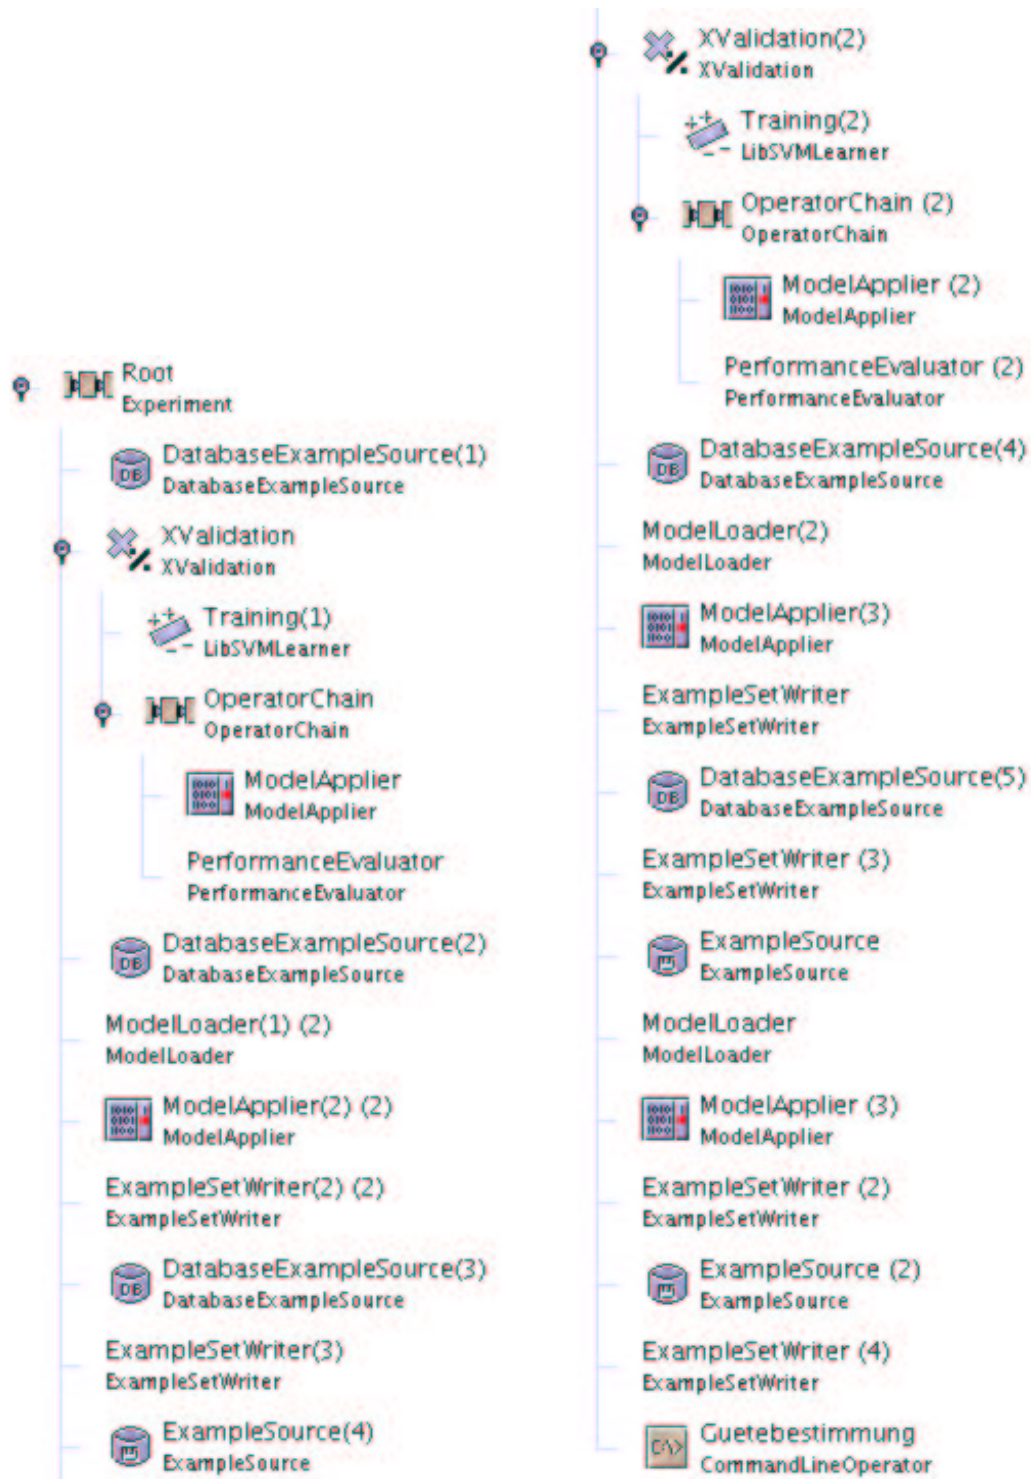 Root
Experiment
DatabaseExampleSource(1)
DatabaseExampleSource
XValidation
XValidation
Training(1)
LibSVMLearner
OperatorChain
OperatorChain
ModelApplier
ModelApplier
PerformanceEvaluator
PerformanceEvaluator
DatabaseExampleSource(2)
DatabaseExampleSource
ModelLoader(1) (2)
ModelLoader
ModelApplier(2) (2)
ModelApplier
ExampleSetWriter(2) (2)
ExampleSetWriter
DatabaseExampleSource(3)
DatabaseExampleSource
ExampleSetWriter(3)
ExampleSetWriter
ExampleSource(4)
ExampleSource
XValidation(2)
XValidation
Training(2)
LibSVMLearner
OperatorChain (2)
OperatorChain
ModelApplier (2)
ModelApplier
PerformanceEvaluator (2)
PerformanceEvaluator
DatabaseExampleSource(4)
DatabaseExampleSource
ModelLoader(2)
ModelLoader
ModelApplier(3)
ModelApplier
ExampleSetWriter
ExampleSetWriter
DatabaseExampleSource(5)
DatabaseExampleSource
ExampleSetWriter (3)
ExampleSetWriter
ExampleSource
ExampleSource
ModelLoader
ModelLoader
ModelApplier (3)
ModelApplier
ExampleSetWriter (2)
ExampleSetWriter
ExampleSource (2)
ExampleSource
ExampleSetWriter (4)
ExampleSetWriter
Guetebestimmung
CommandLineOperator